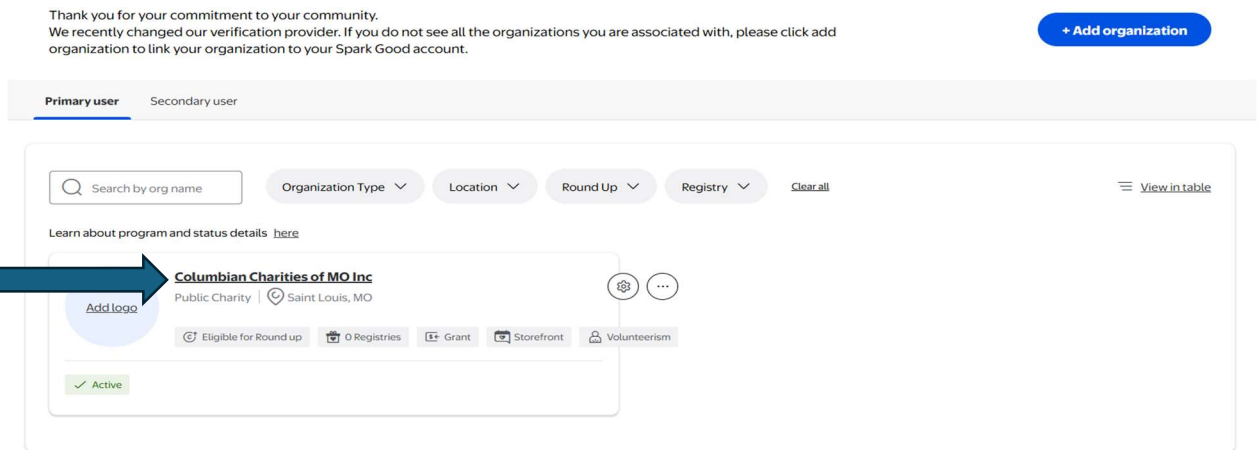 Thank you for your commitment to your community.
We recently changed our verification provider. If you do not see all the organizations you are associated with, please click add
organization to link your organization to your Spark Good account.
+ Add organization
Primary user Secondary user
Search by org name Organization Type Location Round Up Registry Clear all View in table
Learn about program and status details here
Columbian Charities of MO Inc
Add logo
Public Charity | Saint Louis, MO
Eligible for Round up 0 Registries Grant Storefront Volunteerism
Active